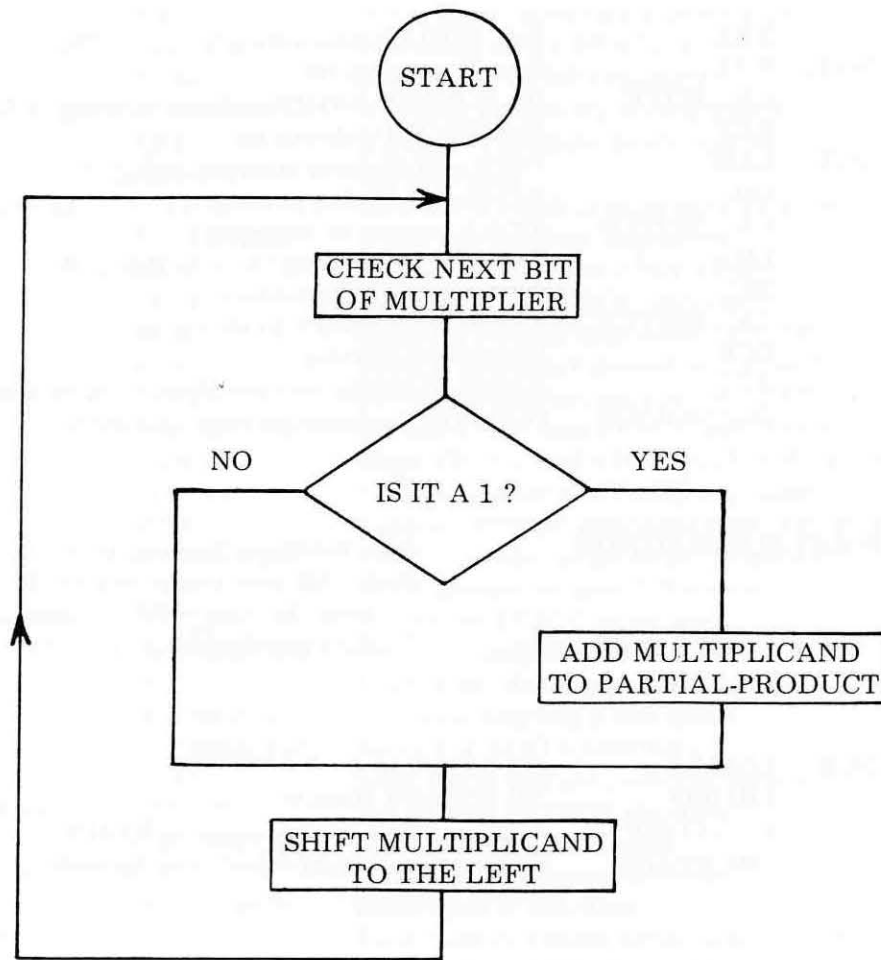 START
CHECK NEXT BIT
OF MULTIPLIER
NO
YES
IS IT A 1 ?
ADD MULTIPLICAND
TO PARTIAL-PRODUCT
SHIFT MULTIPLICAND
TO THE LEFT